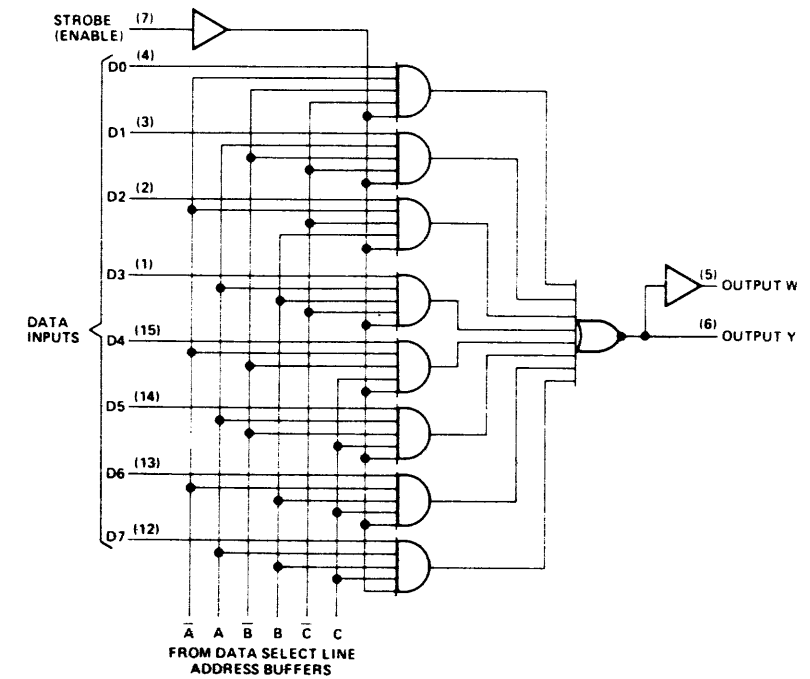 STROBE (7)
(ENABLE)
D0 (4)
D1 (3)
D2 (2)
D3 (1)
DATA
INPUTS
D4 (15)
D5 (14)
D6 (13)
D7 (12)
(5) OUTPUT W
(6) OUTPUT Y
A̅ A B̅ B C̅ C
FROM DATA SELECT LINE
ADDRESS BUFFERS